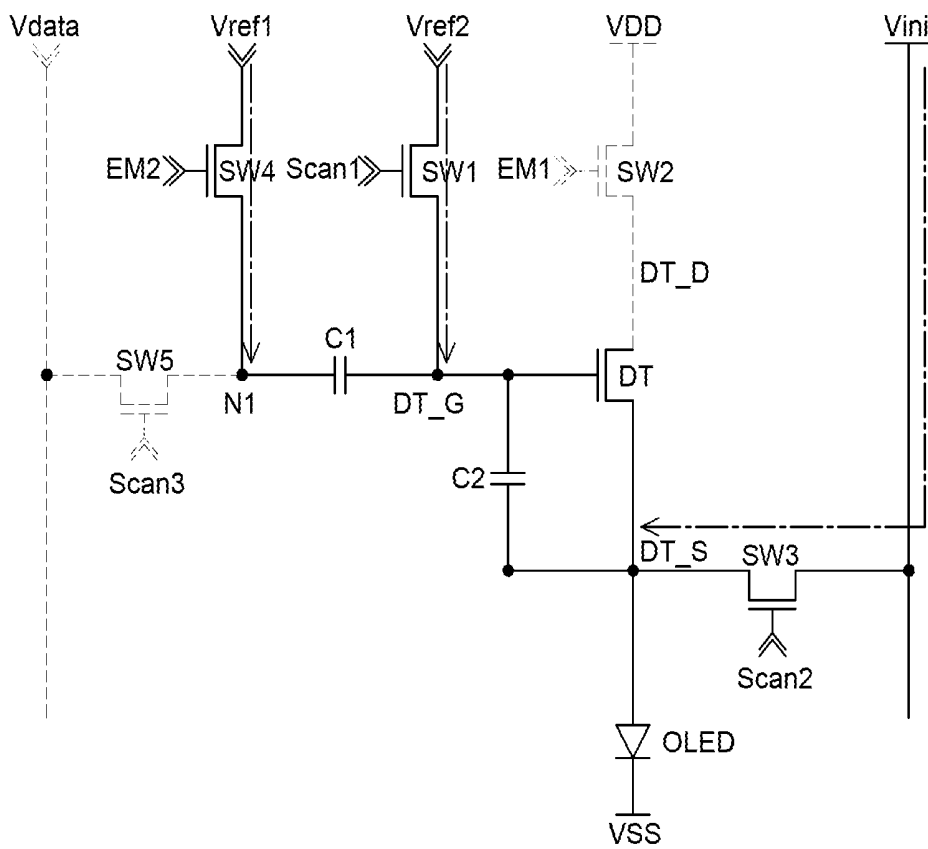 Vdata
Vref1
Vref2
VDD
Vini
EM2
SW4
Scan1
SW1
EM1
SW2
DT_D
SW5
C1
DT
N1
DT_G
Scan3
C2
DT_S
SW3
Scan2
OLED
VSS